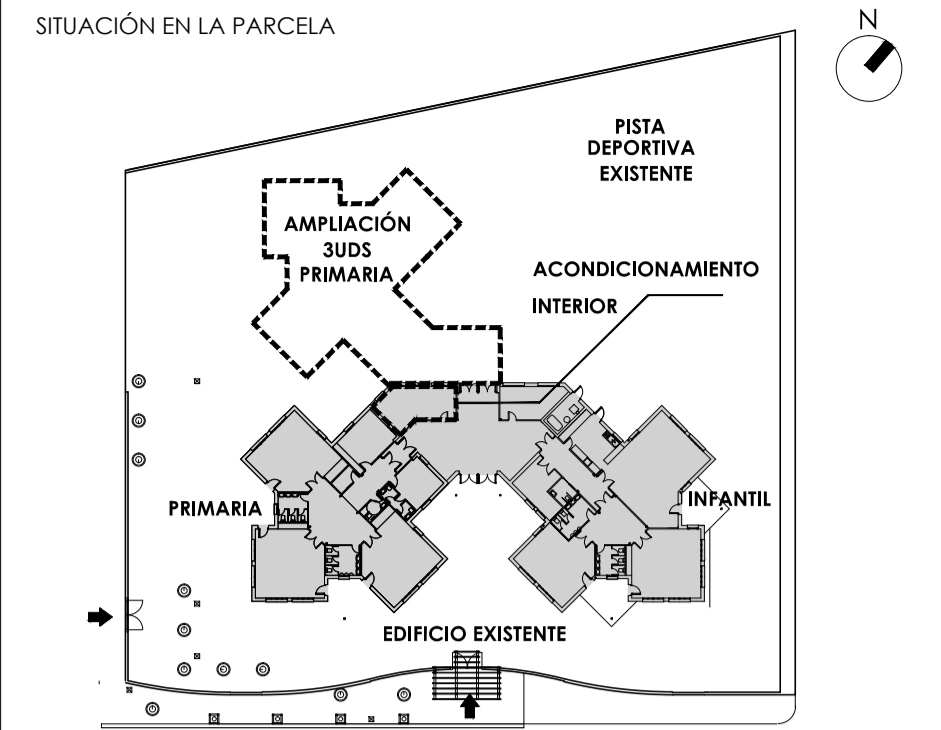 SITUACIÓN EN LA PARCELA
N
PISTA
DEPORTIVA
EXISTENTE
AMPLIACIÓN
3UDS
PRIMARIA
ACONDICIONAMIENTO
INTERIOR
PRIMARIA
INFANTIL
EDIFICIO EXISTENTE